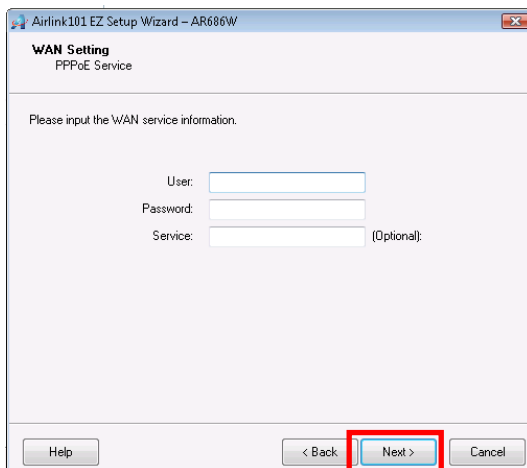 Airlink101 EZ Setup Wizard – AR686W
WAN Setting
PPPoE Service
Please input the WAN service information.
User:
Password:
Service: (Optional):
Help < Back Next > Cancel